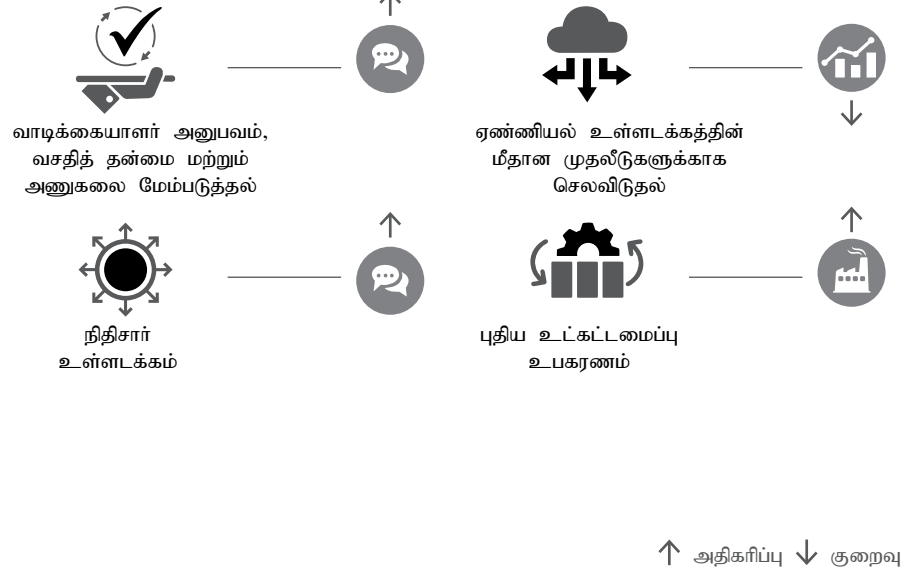 வாடிக்கையாளர் அனுபவம்,
வசதித் தன்மை மற்றும்
அணுகலை மேம்படுத்தல்
ஏண்ணியல் உள்ளடக்கத்தின்
மீதான முதலீடுகளுக்காக
செலவிடுதல்
நிதிசார்
உள்ளடக்கம்
புதிய உட்கட்டமைப்பு
உபகரணம்
↑ அதிகரிப்பு ↓ குறைவு